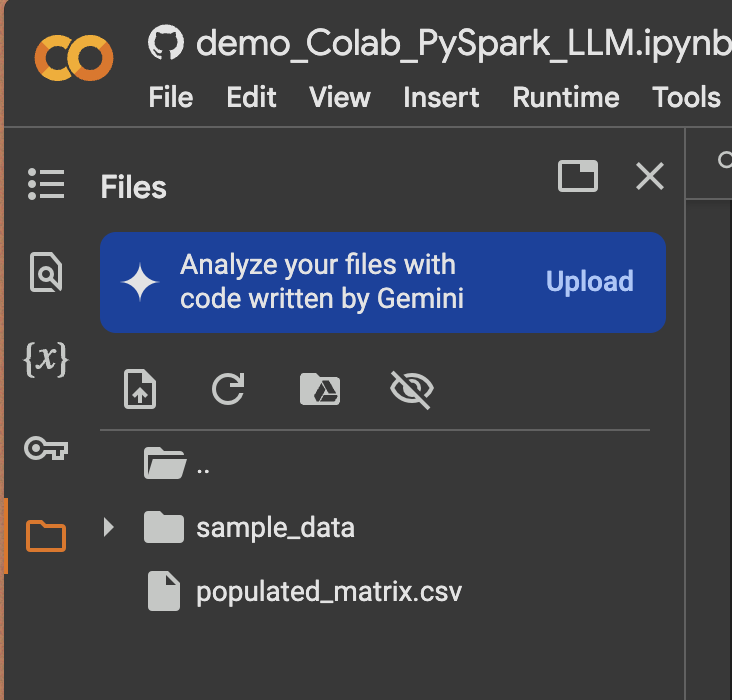 demo_Colab_PySpark_LLM.ipynb
File Edit View Insert Runtime Tools
Files
Analyze your files with
code written by Gemini
Upload
{x}
..
sample_data
populated_matrix.csv